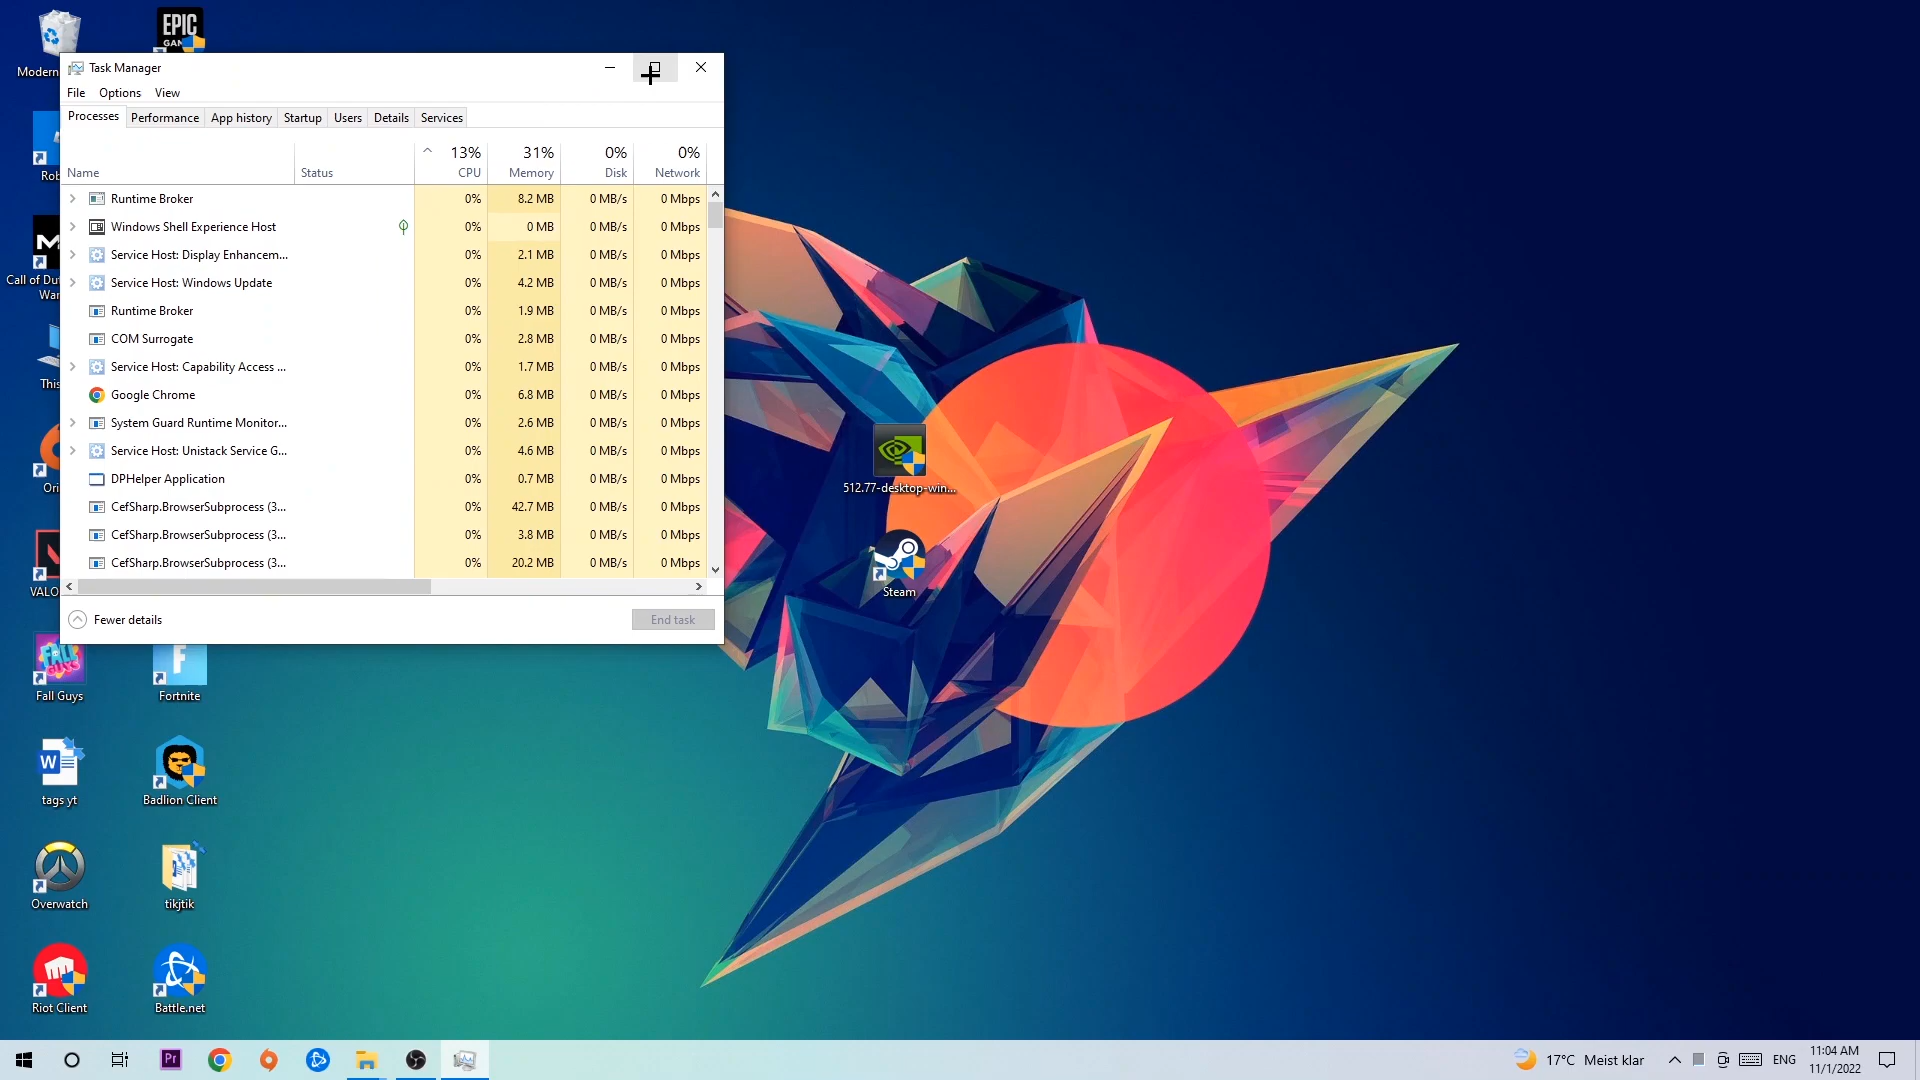 EPIC
GAM
Modern
Task Manager
File Options View
Processes Performance App history Startup Users Details Services
13% 31% 0% 0%
Name Status CPU Memory Disk Network
Runtime Broker 0% 8.2 MB 0 MB/s 0 Mbps
Windows Shell Experience Host 0% 0 MB 0 MB/s 0 Mbps
Service Host: Display Enhancem... 0% 2.1 MB 0 MB/s 0 Mbps
Service Host: Windows Update 0% 4.2 MB 0 MB/s 0 Mbps
Runtime Broker 0% 1.9 MB 0 MB/s 0 Mbps
COM Surrogate 0% 2.8 MB 0 MB/s 0 Mbps
Service Host: Capability Access ... 0% 1.7 MB 0 MB/s 0 Mbps
Google Chrome 0% 6.8 MB 0 MB/s 0 Mbps
System Guard Runtime Monitor... 0% 2.6 MB 0 MB/s 0 Mbps
Service Host: Unistack Service G... 0% 4.6 MB 0 MB/s 0 Mbps
DPHelper Application 0% 0.7 MB 0 MB/s 0 Mbps
CefSharp.BrowserSubprocess (3... 0% 42.7 MB 0 MB/s 0 Mbps
CefSharp.BrowserSubprocess (3... 0% 3.8 MB 0 MB/s 0 Mbps
CefSharp.BrowserSubprocess (3... 0% 20.2 MB 0 MB/s 0 Mbps
Fewer details End task
Rob
Call of Du
War
This
Ori
VALO
512.77-desktop-win...
Steam
Fall Guys
Fortnite
tags yt
Badlion Client
Overwatch
tikjtik
Riot Client
Battle.net
Pr
17°C Meist klar
ENG
11:04 AM
11/1/2022